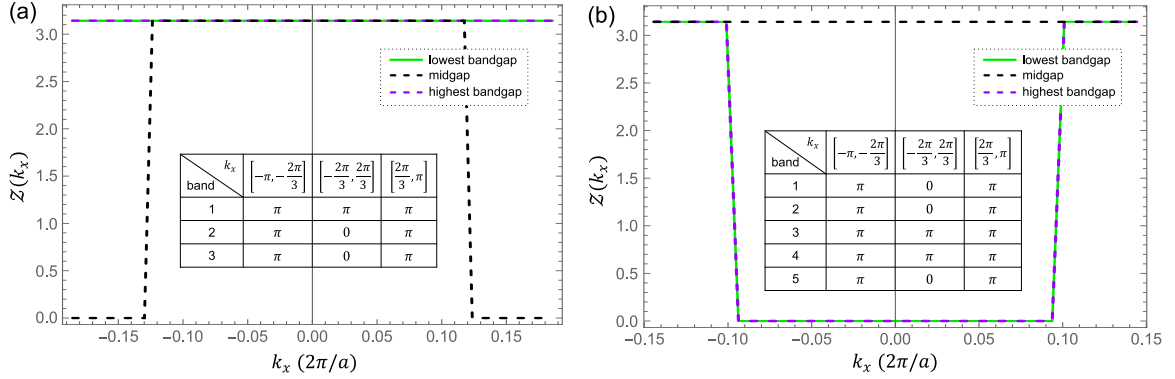 (a)
3.0
2.5
2.0
1.5
1.0
0.5
0.0
𝒵(kₓ)
−0.15 −0.10 −0.05 0.00 0.05 0.10 0.15
kₓ (2π/a)
lowest bandgap
midgap
highest bandgap
band kₓ [−π, −2π/3] [−2π/3, 2π/3] [2π/3, π]
1 π π π
2 π 0 π
3 π 0 π
(b)
3.0
2.5
2.0
1.5
1.0
0.5
0.0
𝒵(kₓ)
−0.15 −0.10 −0.05 0.00 0.05 0.10 0.15
kₓ (2π/a)
lowest bandgap
midgap
highest bandgap
band kₓ [−π, −2π/3] [−2π/3, 2π/3] [2π/3, π]
1 π 0 π
2 π 0 π
3 π π π
4 π π π
5 π 0 π